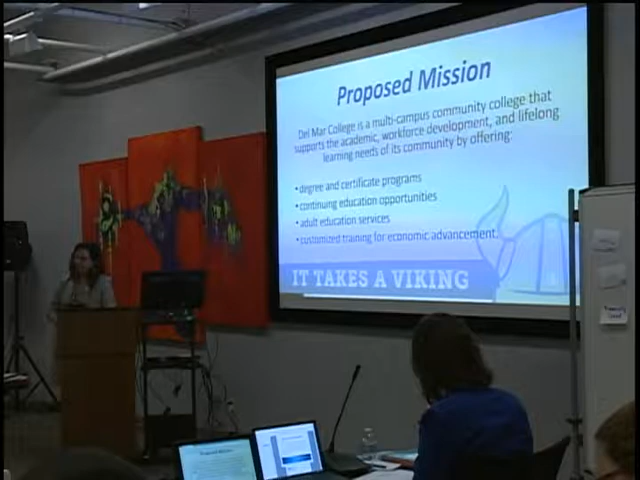 Proposed Mission
Del Mar College is a multi-campus community college that
supports the academic, workforce development, and lifelong
learning needs of its community by offering:
• degree and certificate programs
• continuing education opportunities
• adult education services
• customized training for economic advancement.
IT TAKES A VIKING
Proposed Mission